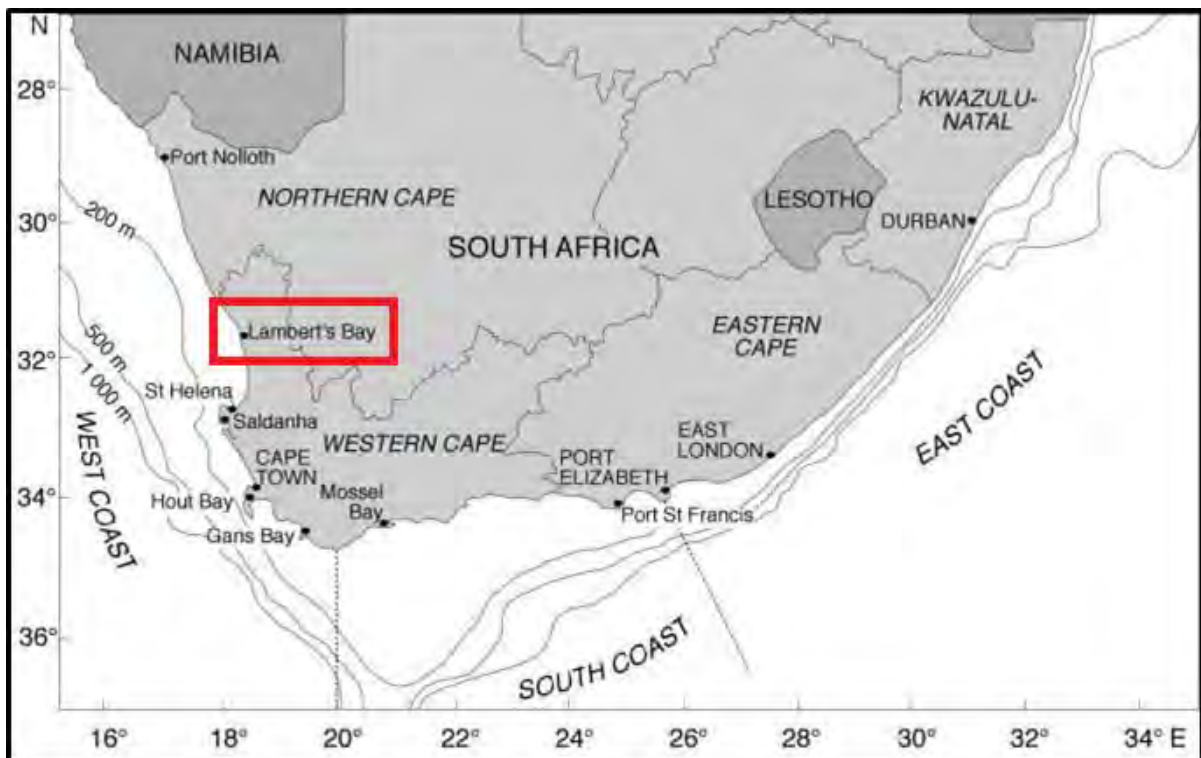 N
NAMIBIA
28°
KWAZULU-
NATAL
Port Nolloth
NORTHERN CAPE
LESOTHO
200 m
30°
DURBAN
SOUTH AFRICA
Lambert's Bay
EASTERN
CAPE
500 m
32°
1 000 m
St Helena
Saldanha
WEST COAST
EAST COAST
WESTERN CAPE
EAST
LONDON
CAPE
TOWN
PORT
ELIZABETH
34°
Hout Bay
Mossel
Bay
Port St Francis
Gans Bay
36°
SOUTH COAST
16°
18°
20°
22°
24°
26°
28°
30°
32°
34° E